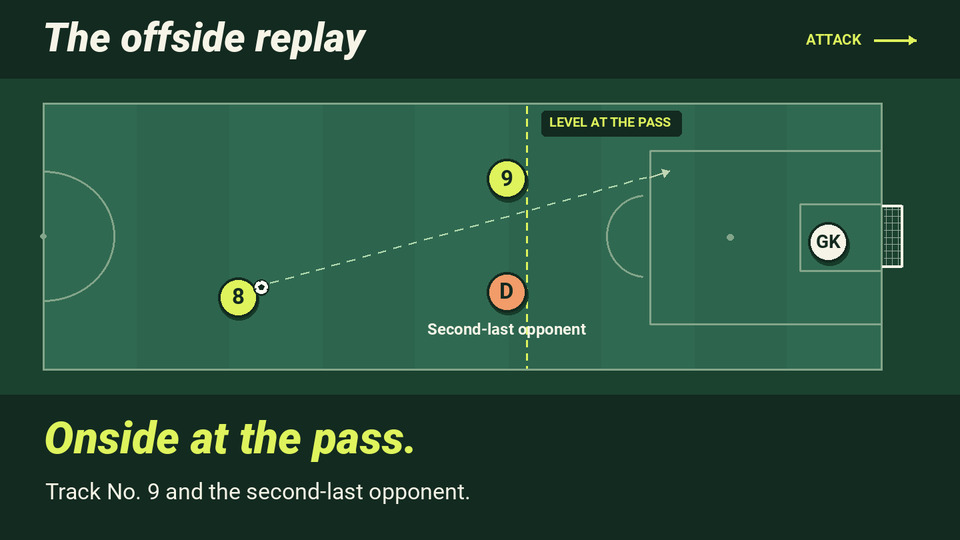 The offside replay
ATTACK
LEVEL AT THE PASS
9
GK
8
D
Second-last opponent
Onside at the pass.
Track No. 9 and the second-last opponent.